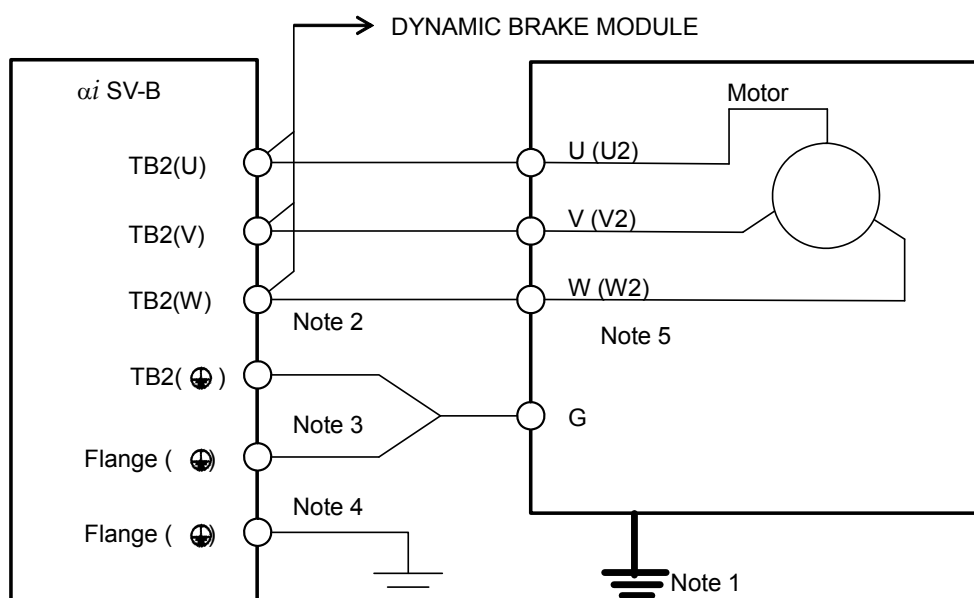 DYNAMIC BRAKE MODULE
αi SV-B
Motor
TB2(U)
U (U2)
TB2(V)
V (V2)
TB2(W)
W (W2)
Note 2
Note 5
TB2( )
Note 3
G
Flange ( )
Note 4
Flange ( )
Note 1